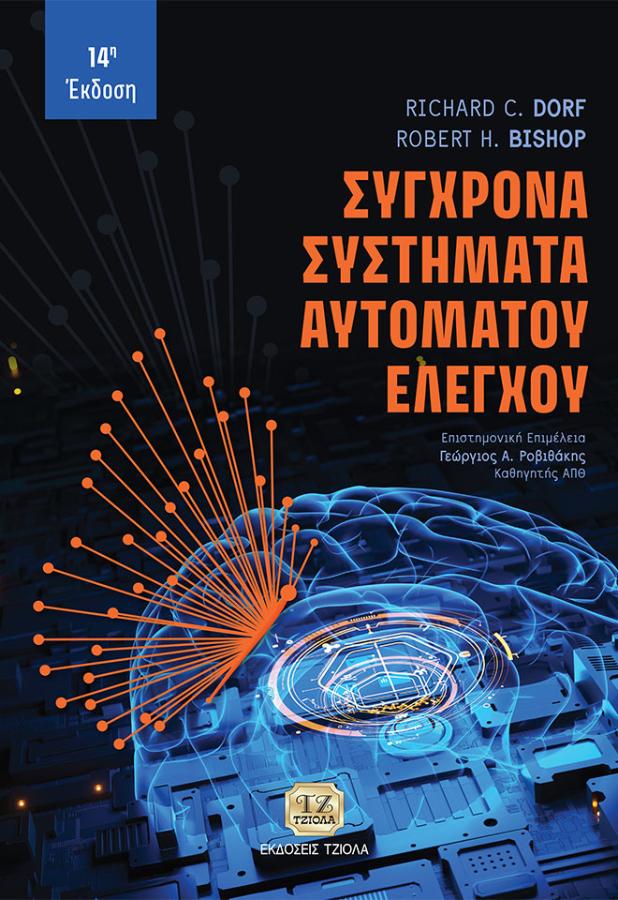 14η
Έκδοση
RICHARD C. DORF
ROBERT H. BISHOP
ΣΥΓΧΡΟΝΑ
ΣΥΣΤΗΜΑΤΑ
ΑΥΤΟΜΑΤΟΥ
ΕΛΕΓΧΟΥ
Επιστημονική Επιμέλεια
Γεώργιος Α. Ροβιθάκης
Καθηγητής ΑΠΘ
ΤΖ
ΤΖΙΟΛΑ
ΕΚΔΟΣΕΙΣ ΤΖΙΟΛΑ